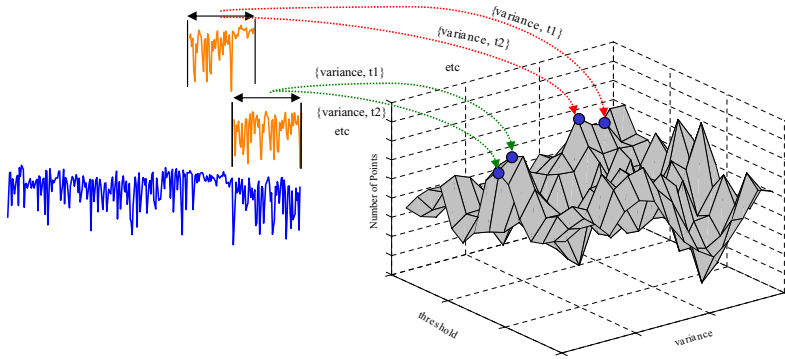 {variance, t1}
{variance, t2}
etc
{variance, t1}
{variance, t2}
etc
Number of Points
threshold
variance